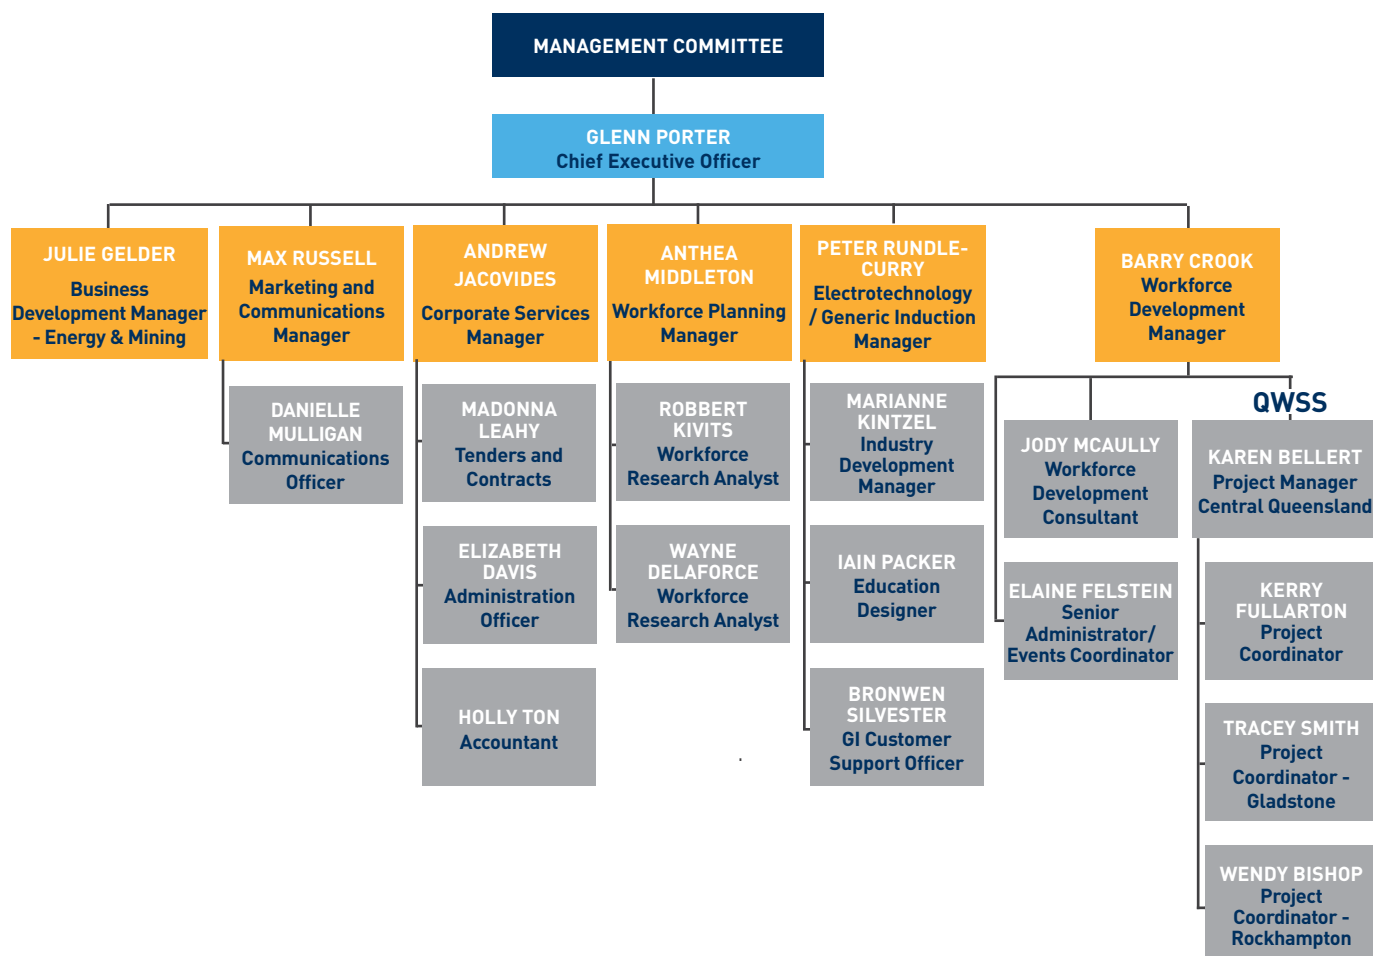 MANAGEMENT COMMITTEE
GLENN PORTER
Chief Executive Officer
JULIE GELDER
Business
Development Manager
- Energy & Mining
MAX RUSSELL
Marketing and
Communications
Manager
ANDREW
JACOVIDES
Corporate Services
Manager
ANTHEA
MIDDLETON
Workforce Planning
Manager
PETER RUNDLE-
CURRY
Electrotechnology
/ Generic Induction
Manager
BARRY CROOK
Workforce
Development
Manager
DANIELLE
MULLIGAN
Communications
Officer
MADONNA
LEAHY
Tenders and
Contracts
ELIZABETH
DAVIS
Administration
Officer
HOLLY TON
Accountant
ROBBERT
KIVITS
Workforce
Research Analyst
WAYNE
DELAFORCE
Workforce
Research Analyst
MARIANNE
KINTZEL
Industry
Development
Manager
IAIN PACKER
Education
Designer
BRONWEN
SILVESTER
GI Customer
Support Officer
JODY MCAULLY
Workforce
Development
Consultant
ELAINE FELSTEIN
Senior
Administrator/
Events Coordinator
QWSS
KAREN BELLERT
Project Manager
Central Queensland
KERRY
FULLARTON
Project
Coordinator
TRACEY SMITH
Project
Coordinator -
Gladstone
WENDY BISHOP
Project
Coordinator -
Rockhampton